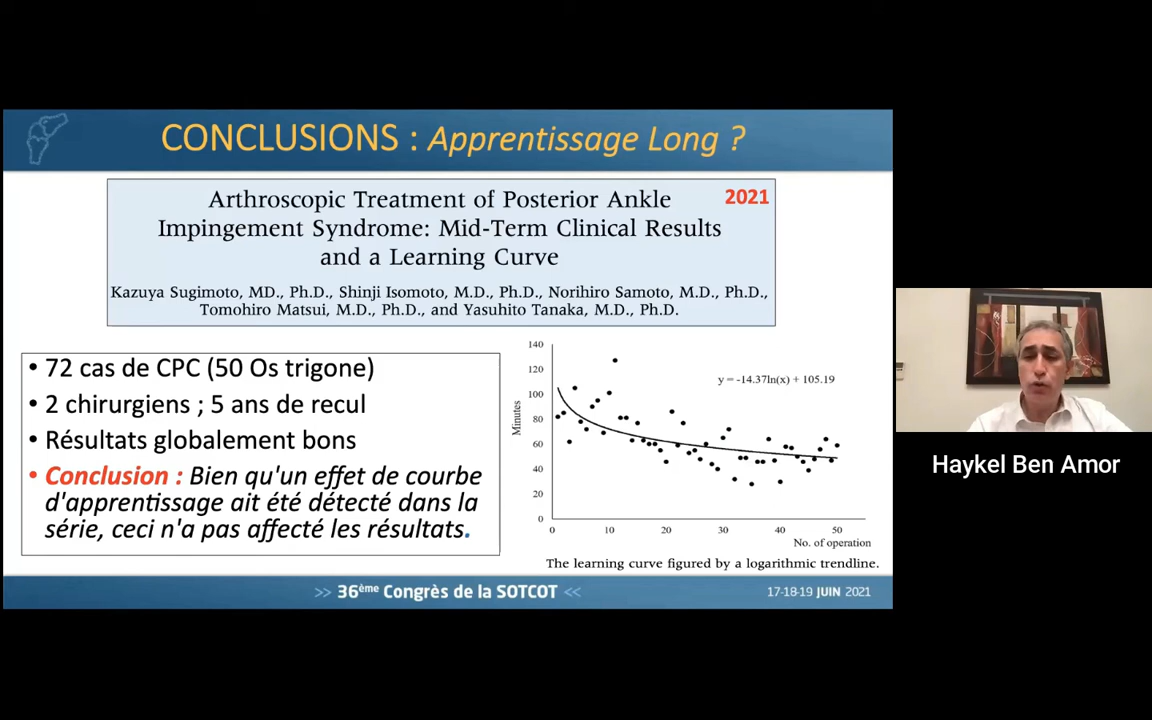 CONCLUSIONS : Apprentissage Long ?
Arthroscopic Treatment of Posterior Ankle
2021
Impingement Syndrome: Mid-Term Clinical Results
and a Learning Curve
Kazuya Sugimoto, MD., Ph.D., Shinji Isomoto, M.D., Ph.D., Norihiro Samoto, M.D., Ph.D.,
Tomohiro Matsui, M.D., Ph.D., and Yasuhito Tanaka, M.D., Ph.D.
• 72 cas de CPC (50 Os trigone)
• 2 chirurgiens ; 5 ans de recul
• Résultats globalement bons
• Conclusion : Bien qu'un effet de courbe
d'apprentissage ait été détecté dans la
série, ceci n'a pas affecté les résultats.
140
120
100
80
60
40
20
0
Minutes
y = -14.37ln(x) + 105.19
0 10 20 30 40 50
No. of operation
The learning curve figured by a logarithmic trendline.
>> 36ème Congrès de la SOTCOT <<
17-18-19 JUIN 2021
Haykel Ben Amor